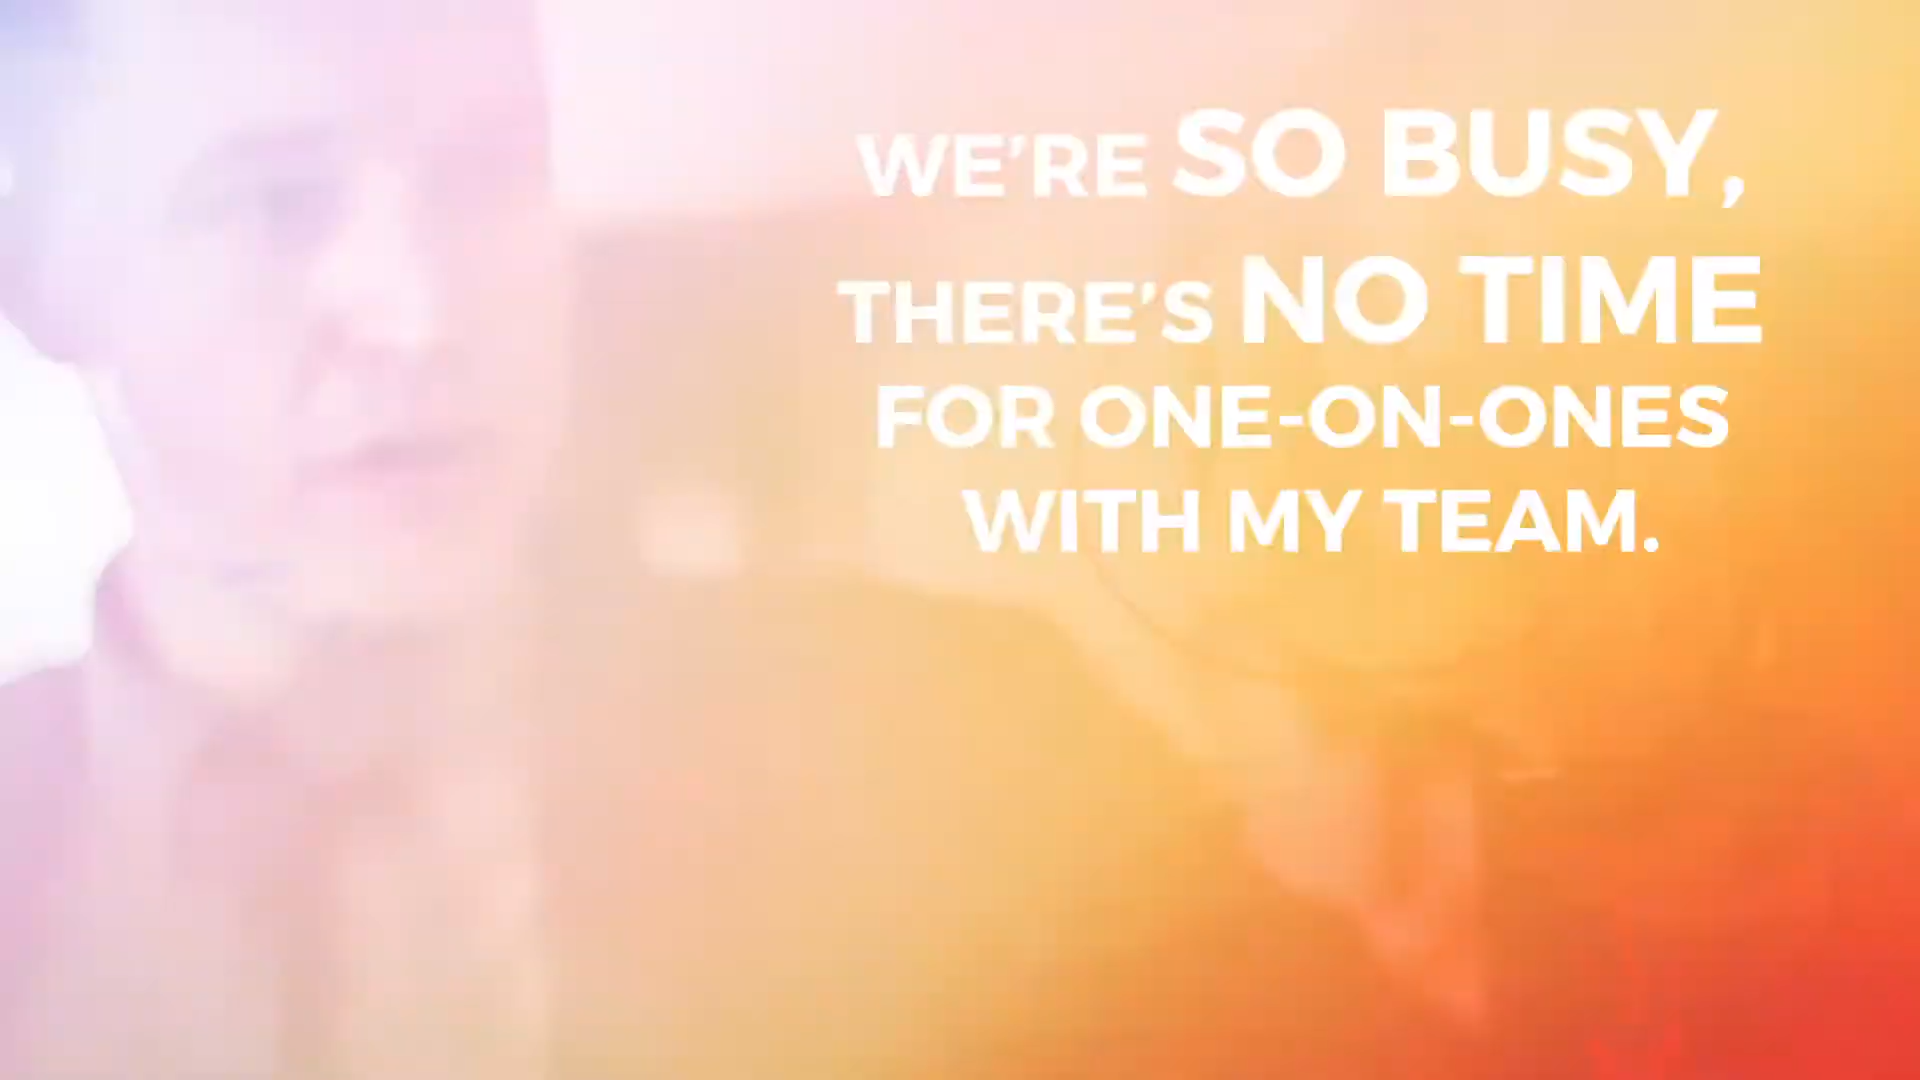 WE'RE SO BUSY,
THERE'S NO TIME
FOR ONE-ON-ONES
WITH MY TEAM.